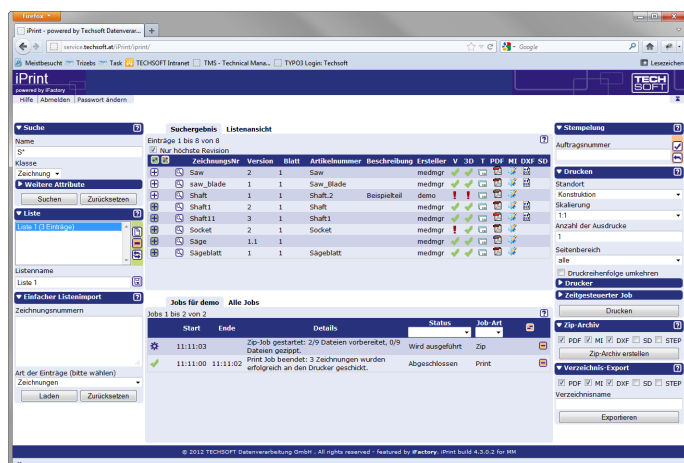 Firefox
iPrint - powered by Techsoft Datenverar...
service.techsoft.at/iPrint/iprint/
Google
Meistbesucht Trizebs Task TECHSOFT Intranet TMS - Technical Mana... TYPO3 Login: Techsoft Lesezeichen
iPrint
powered by iFactory
TECH
SOFT
Hilfe | Abmelden | Passwort ändern
Suche
Name
S*
Klasse
Zeichnung
Weitere Attribute
Suchen Zurücksetzen
Liste
Liste 1 (3 Einträge)
Listenname
Liste 1
Einfacher Listenimport
Zeichnungsnummern
Art der Einträge (bitte wählen)
Zeichnungen
Laden Zurücksetzen
Suchergebnis Listenansicht
Einträge 1 bis 8 von 8
Nur höchste Revision
ZeichnungsNr Version Blatt Artikelnummer Beschreibung Ersteller V 3D T PDF MI DXF SD
Saw 2 1 Saw medmgr
saw_blade 1 1 Saw_Blade medmgr
Shaft 1 1 Shaft.2 Beispielteil demo
Shaft1 2 1 Shaft medmgr
Shaft11 3 1 Shaft1 medmgr
Socket 2 1 Socket medmgr
Säge 1.1 1 medmgr
Sägeblatt 1 1 Sägeblatt medmgr
Jobs für demo Alle Jobs
Jobs 1 bis 2 von 2
Start Ende Details Status Job-Art
11:11:03 Zip-Job gestartet: 2/9 Dateien vorbereitet, 0/9 Dateien gezippt. Wird ausgeführt Zip
11:11:00 11:11:02 Print Job beendet: 3 Zeichnungen wurden erfolgreich an den Drucker geschickt. Abgeschlossen Print
Stempelung
Auftragsnummer
Drucken
Standort
Konstruktion
Skalierung
1:1
Anzahl der Ausdrucke
1
Seitenbereich
alle
Druckreihenfolge umkehren
Drucker
Zeitgesteuerter Job
Drucken
Zip-Archiv
PDF MI DXF SD STEP
Zip-Archiv erstellen
Verzeichnis-Export
PDF MI DXF SD STEP
Verzeichnisname
Exportieren
© 2012 TECHSOFT Datenverarbeitung GmbH . All rights reserved - featured by iFactory. iPrint build 4.3.0.2 for MM